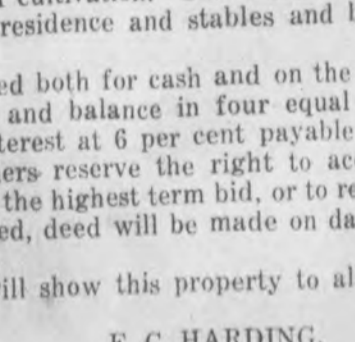 residence and stables and
ed both for cash and on the
and balance in four equal
terest at 6 per cent payable
ers reserve the right to ac
the highest term bid, or to re
ed, deed will be made on da
ill show this property to al
HARDING.